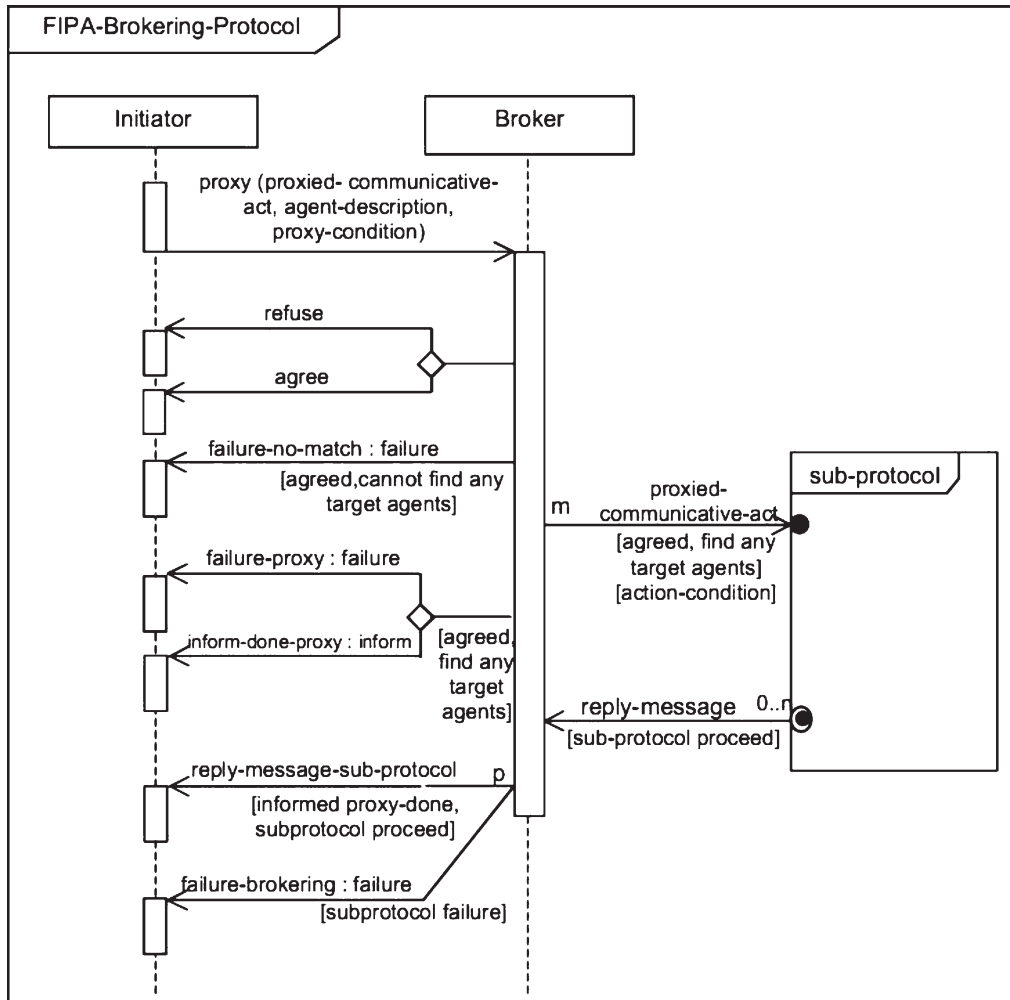 FIPA-Brokering-Protocol
Initiator
Broker
proxy (proxied- communicative-
act, agent-description,
proxy-condition)
refuse
agree
failure-no-match : failure
[agreed,cannot find any
target agents]
sub-protocol
m
proxied-
communicative-act
[agreed, find any
target agents]
[action-condition]
failure-proxy : failure
inform-done-proxy : inform
[agreed,
find any
target
agents]
reply-message
0..n
[sub-protocol proceed]
reply-message-sub-protocol
p
[informed proxy-done,
subprotocol proceed]
failure-brokering : failure
[subprotocol failure]